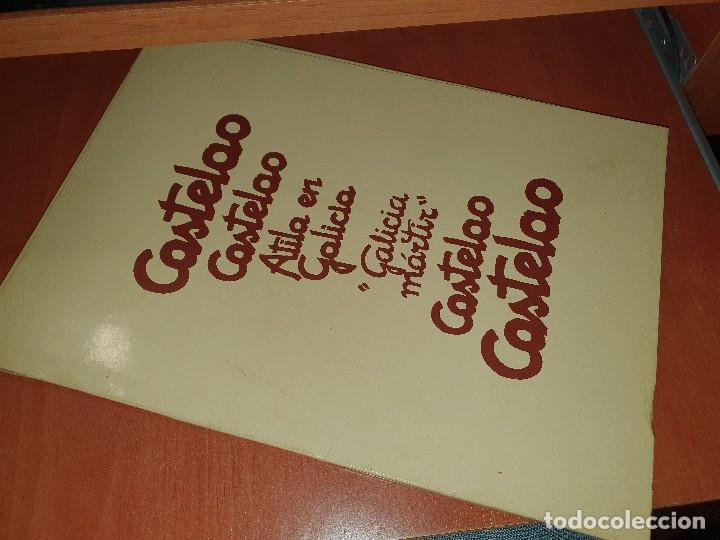 Castelao
Castelao
Atila en
Galicia
"Galicia
mártir"
Castelao
Castelao
todocoleccion